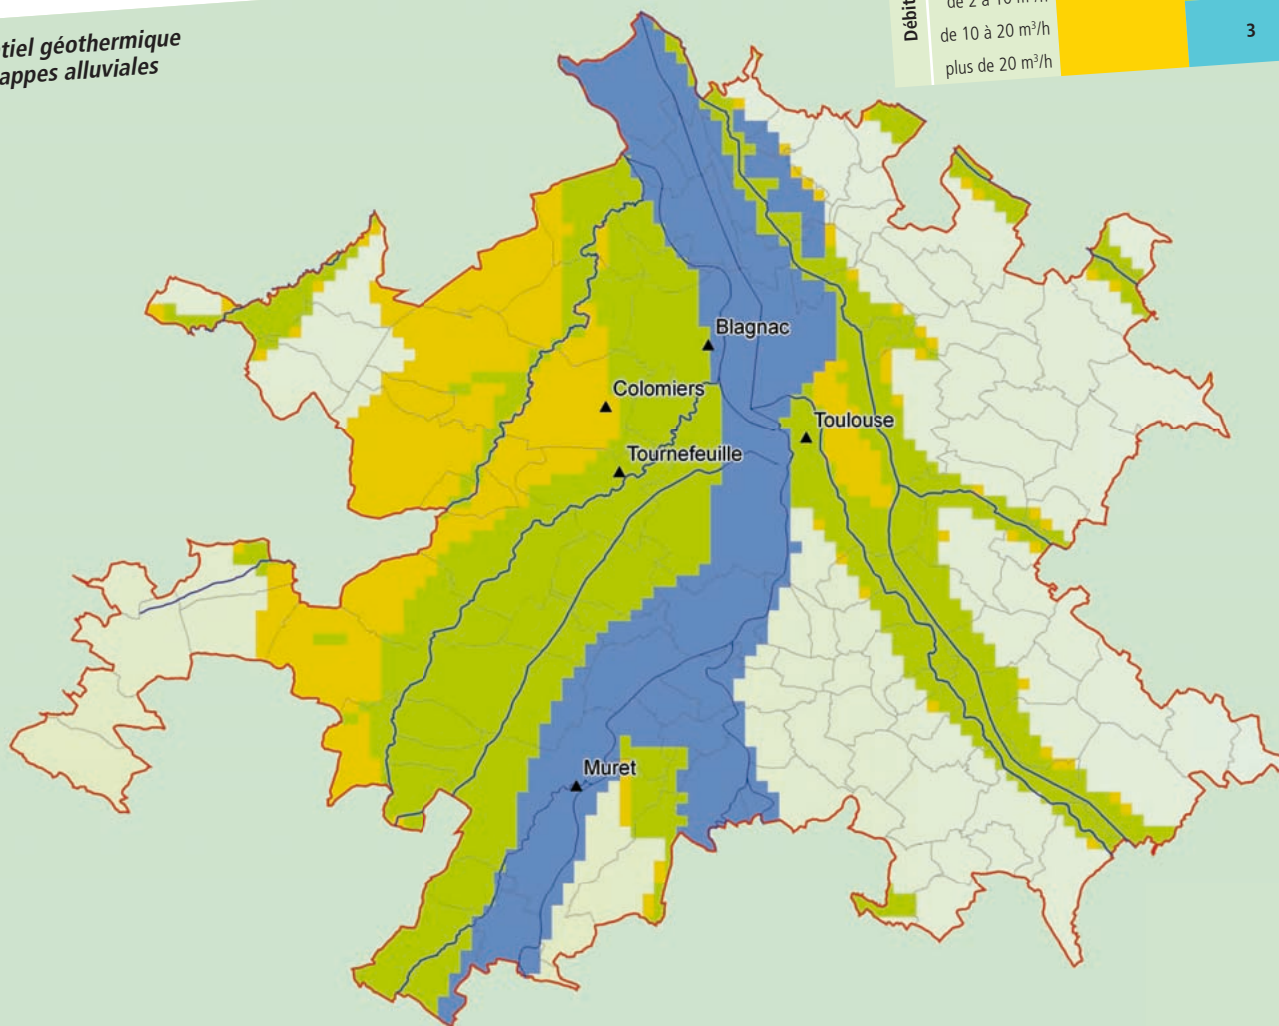 tiel géothermique
appes alluviales
Débit
de 10 à 20 m³/h
3
plus de 20 m³/h
Blagnac
Colomiers
Toulouse
Tournefeuille
Muret